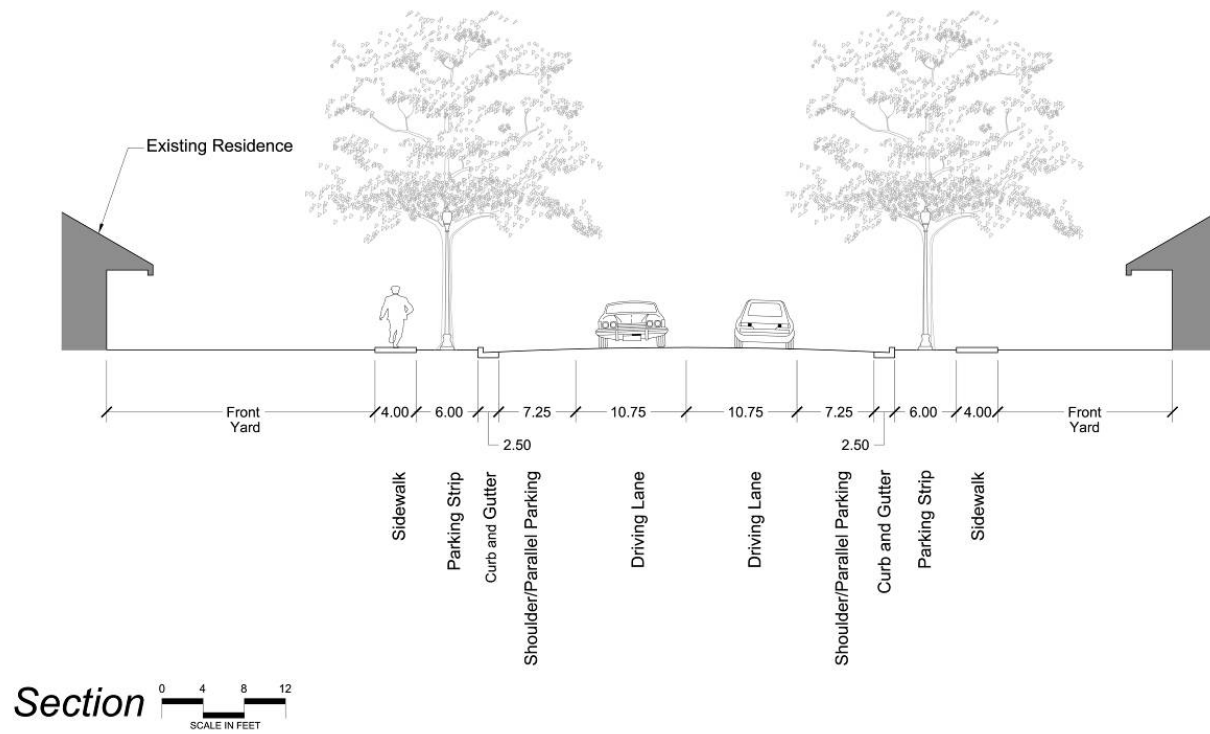 Existing Residence
Front
Yard
4.00
6.00
7.25
10.75
10.75
7.25
6.00
4.00
Front
Yard
2.50
2.50
Sidewalk
Parking Strip
Curb and Gutter
Shoulder/Parallel Parking
Driving Lane
Driving Lane
Shoulder/Parallel Parking
Curb and Gutter
Parking Strip
Sidewalk
Section
0 4 8 12
SCALE IN FEET